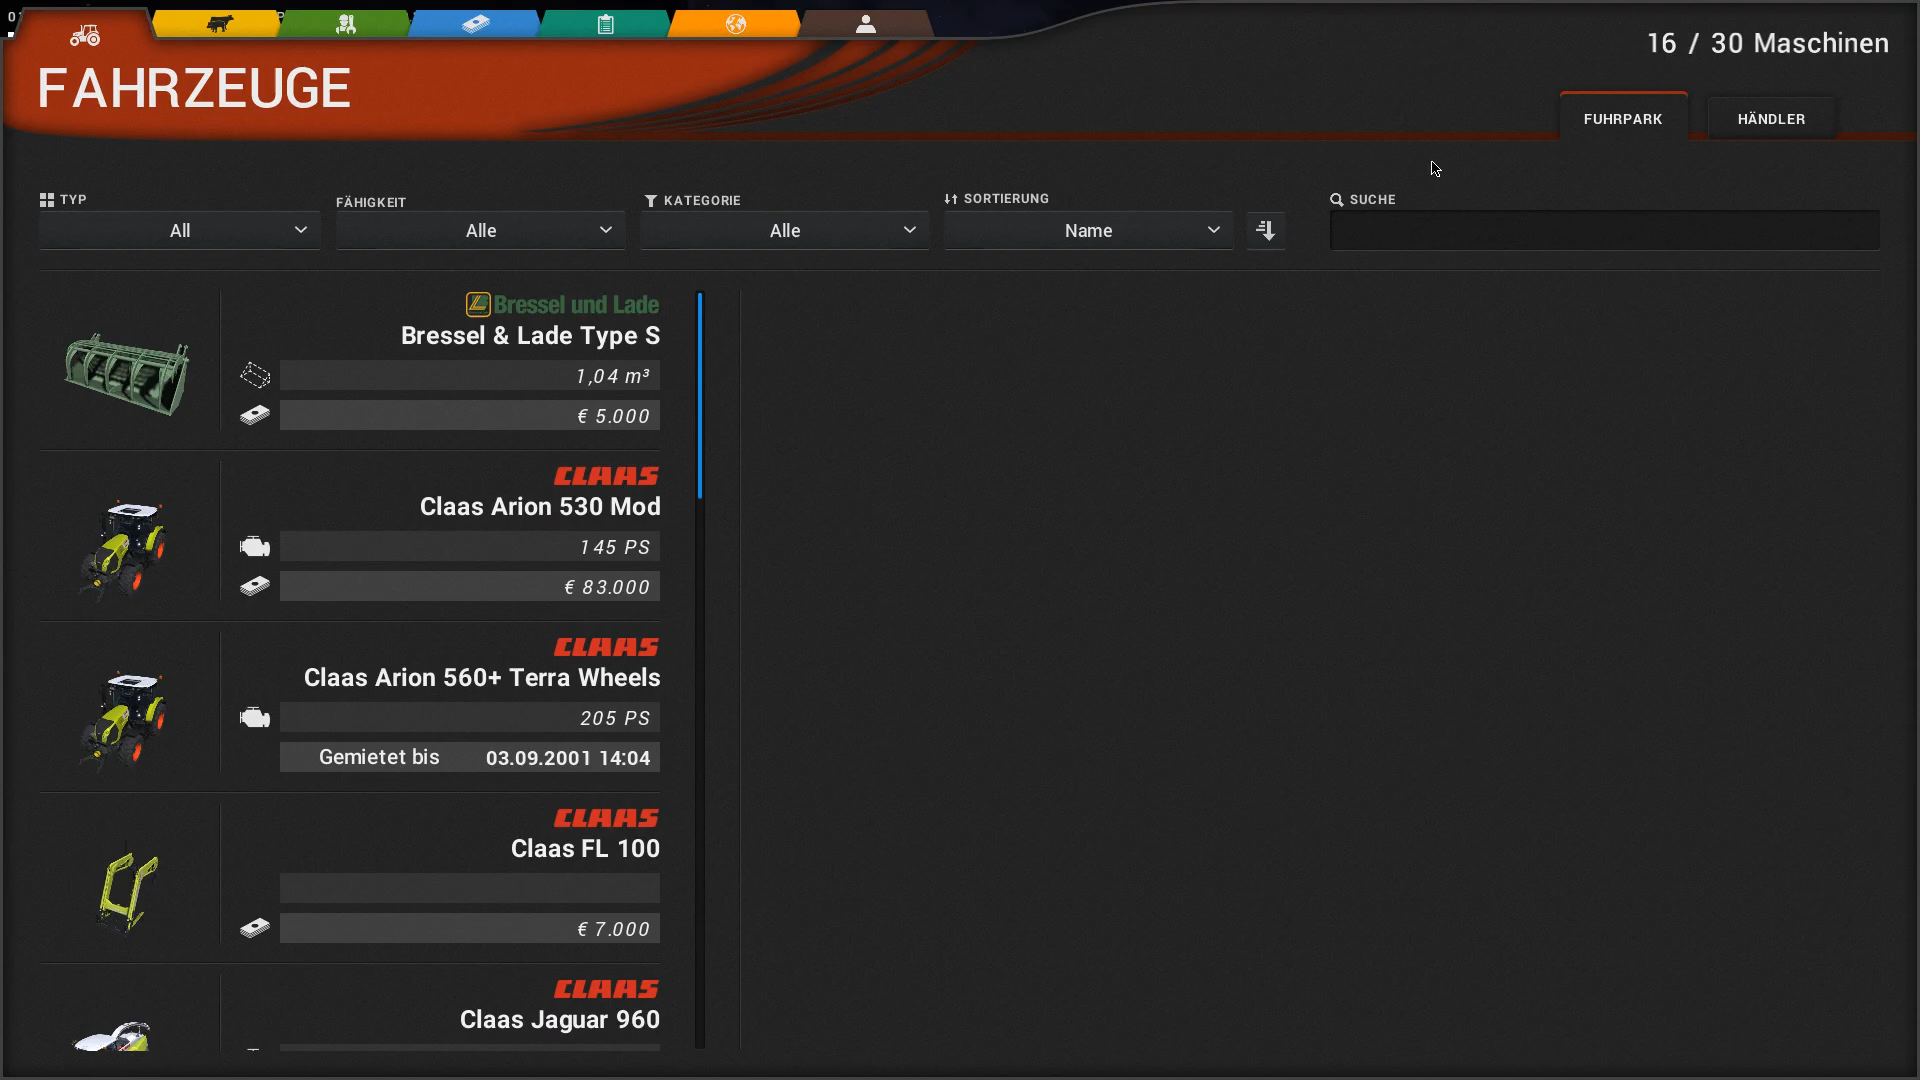 16 / 30 Maschinen
FAHRZEUGE
FUHRPARK
HÄNDLER
TYP
FÄHIGKEIT
KATEGORIE
SORTIERUNG
SUCHE
All
Alle
Alle
Name
Bressel und Lade
Bressel & Lade Type S
1,04 m³
€ 5.000
CLAAS
Claas Arion 530 Mod
145 PS
€ 83.000
CLAAS
Claas Arion 560+ Terra Wheels
205 PS
Gemietet bis 03.09.2001 14:04
CLAAS
Claas FL 100
€ 7.000
CLAAS
Claas Jaguar 960